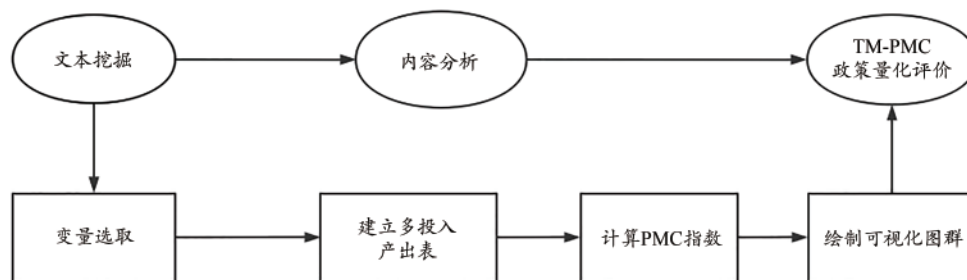 文本挖掘
内容分析
TM-PMC
政策量化评价
变量选取
建立多投入
产出表
计算PMC指数
绘制可视化图群